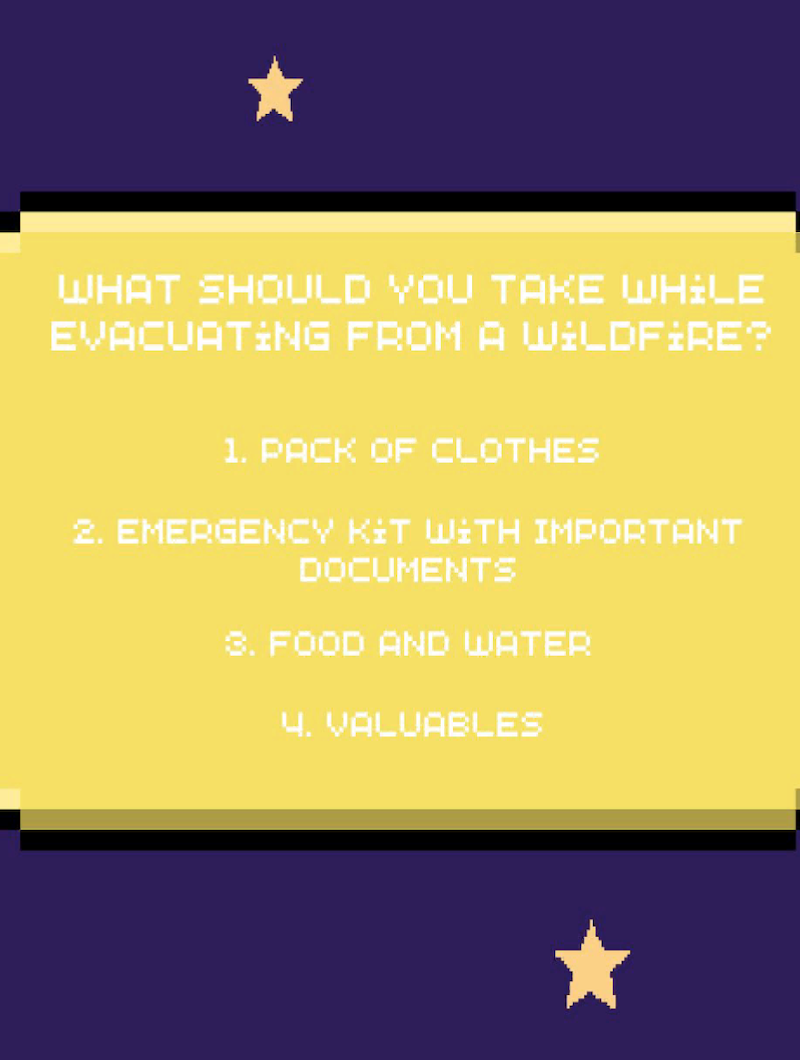 WHAT SHOULD YOU TAKE WHiLE
EVACUATiNG FROM A WiLDFiRE?
1. PACK OF CLOTHES
2. EMERGENCY KiT WiTH IMPORTANT
DOCUMENTS
3. FOOD AND WATER
4. VALUABLES